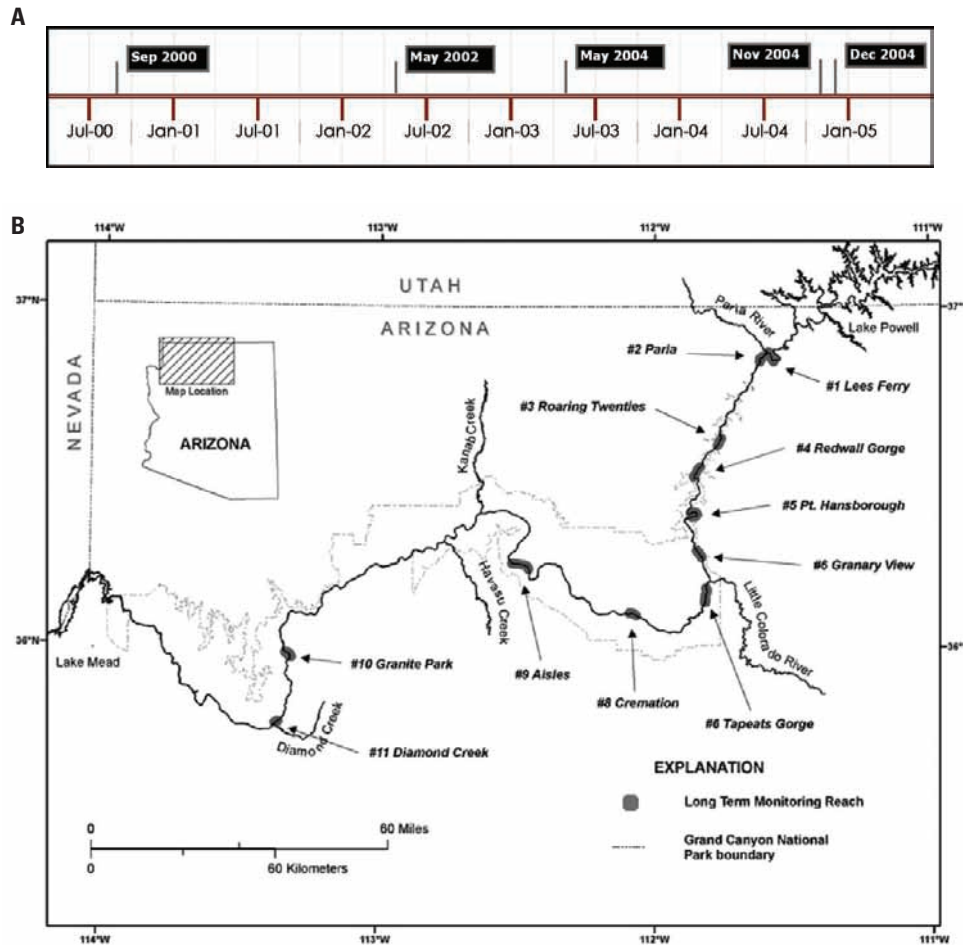 A
Sep 2000
May 2002
May 2004
Nov 2004
Dec 2004
Jul-00
Jan-01
Jul-01
Jan-02
Jul-02
Jan-03
Jul-03
Jan-04
Jul-04
Jan-05
B
114°W
113°W
112°W
111°W
37°N
37°
UTAH
ARIZONA
NEVADA
Paria River
Lake Powell
#2 Paria
#1 Lees Ferry
Map Location
ARIZONA
#3 Roaring Twenties
Kanab Creek
#4 Redwall Gorge
#5 Pt. Hansborough
#6 Granary View
Havasu Creek
Little Colorado River
36°N
36°
Lake Mead
#10 Granite Park
#9 Aisles
#8 Cremation
#6 Tapeats Gorge
Diamond Creek
#11 Diamond Creek
EXPLANATION
Long Term Monitoring Reach
Grand Canyon National
Park boundary
0
60 Miles
0
60 Kilometers
114°W
113°W
112°W
111°W